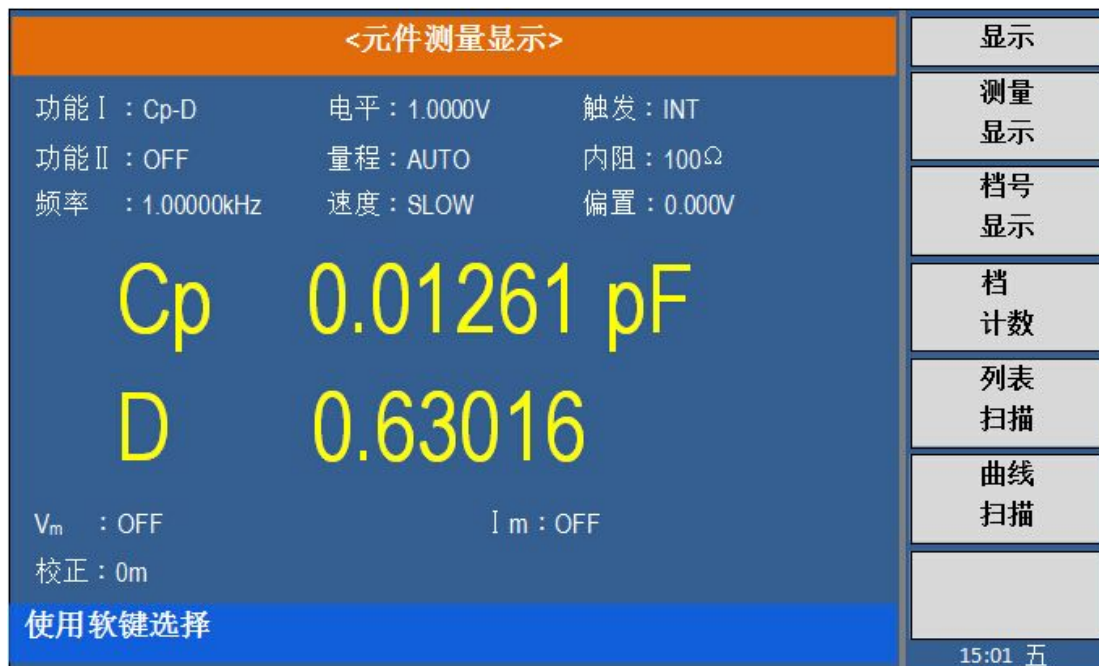 <元件测量显示>
功能Ⅰ：Cp-D 电平：1.0000V 触发：INT
功能Ⅱ：OFF 量程：AUTO 内阻：100Ω
频率 ：1.00000kHz 速度：SLOW 偏置：0.000V
Cp 0.01261 pF
D 0.63016
Vm ：OFF Ⅰm：OFF
校正：0m
使用软键选择
显示
测量
显示
档号
显示
档
计数
列表
扫描
曲线
扫描
15:01 五